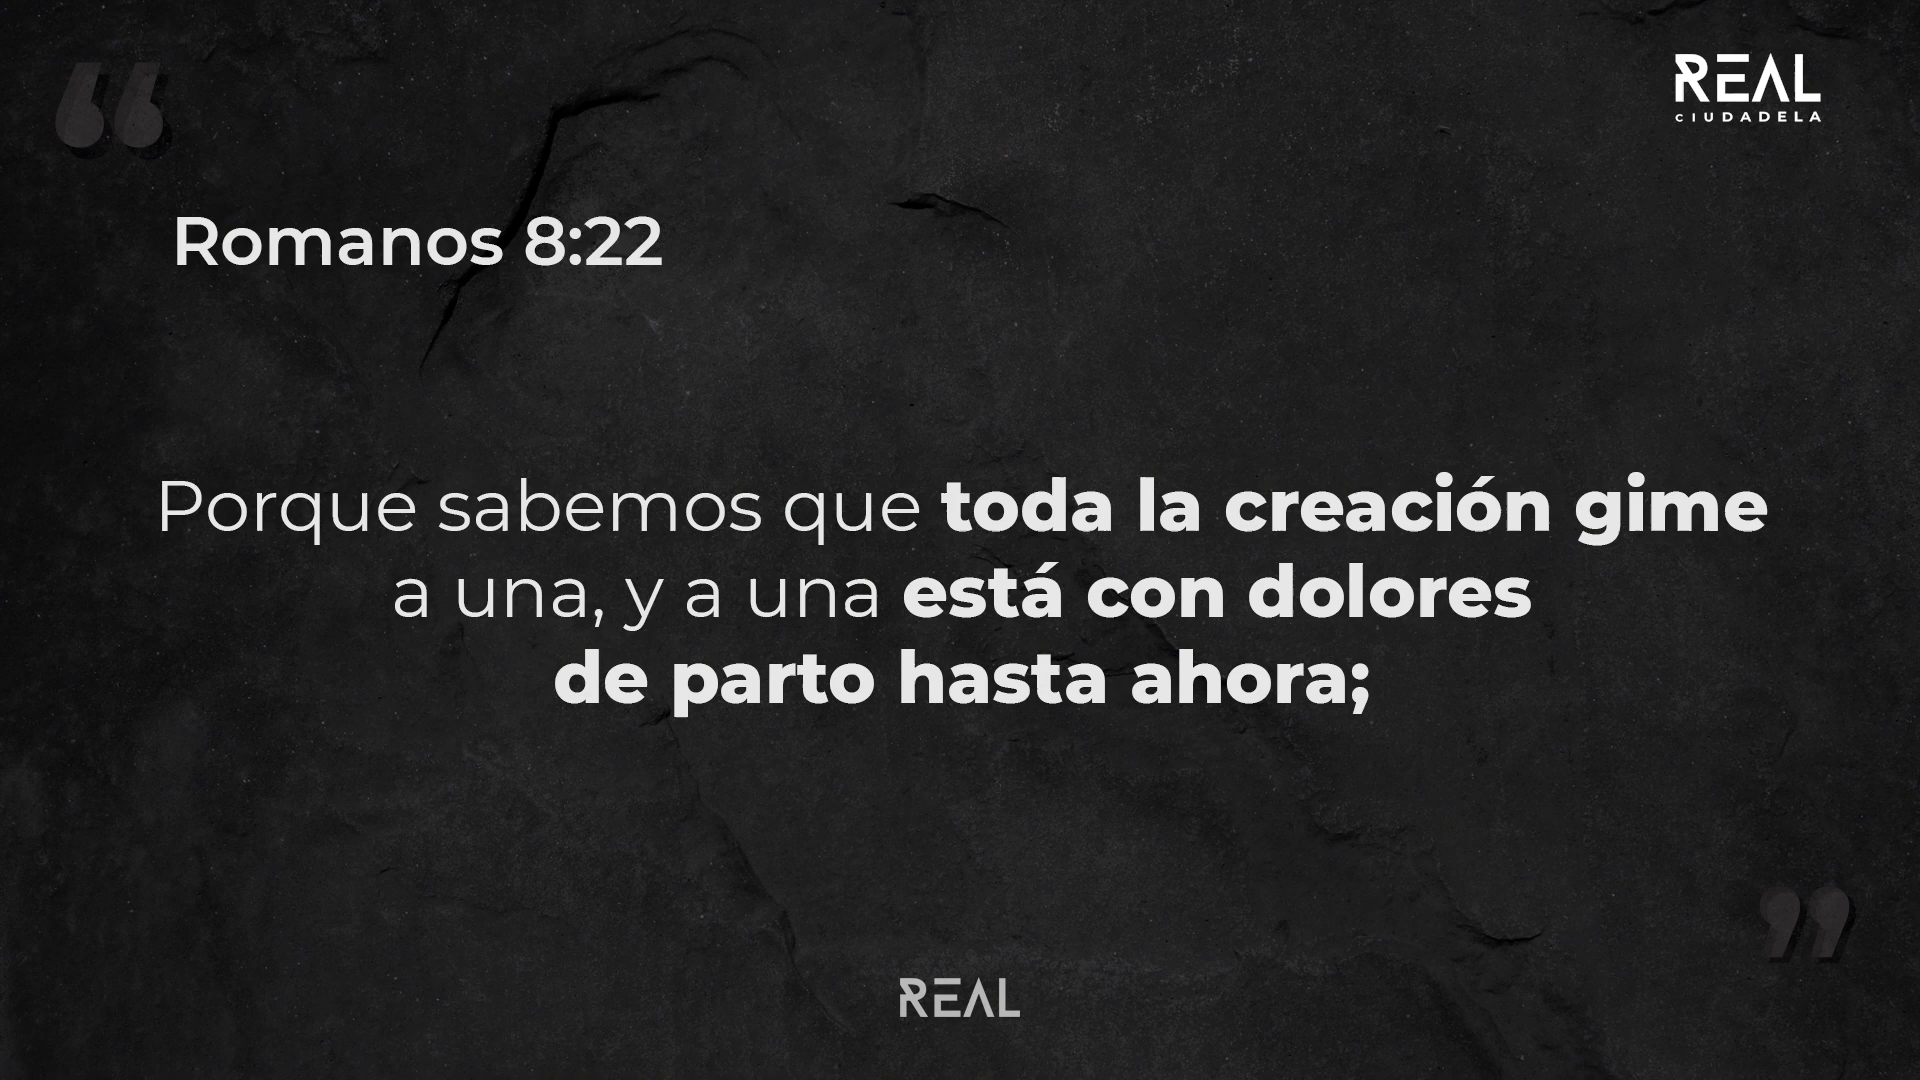 REAL
CIUDADELA
Romanos 8:22
Porque sabemos que toda la creación gime
a una, y a una está con dolores
de parto hasta ahora;
REAL